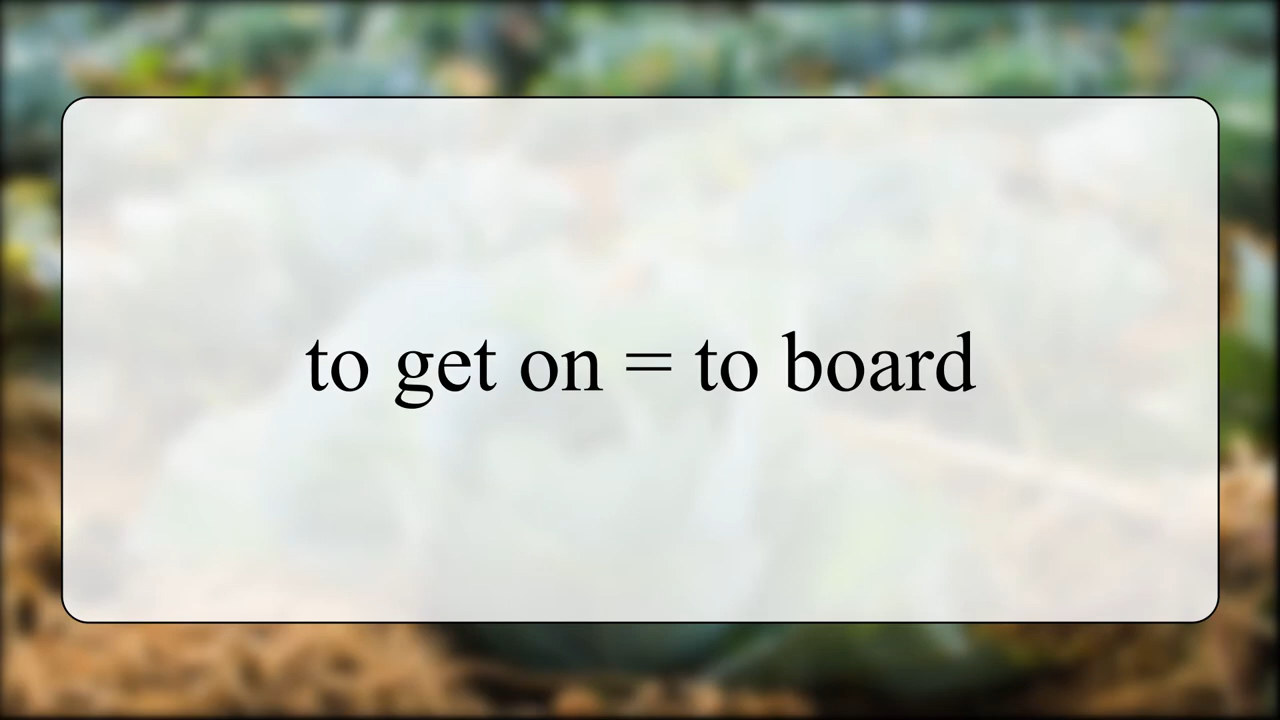 to get on = to board